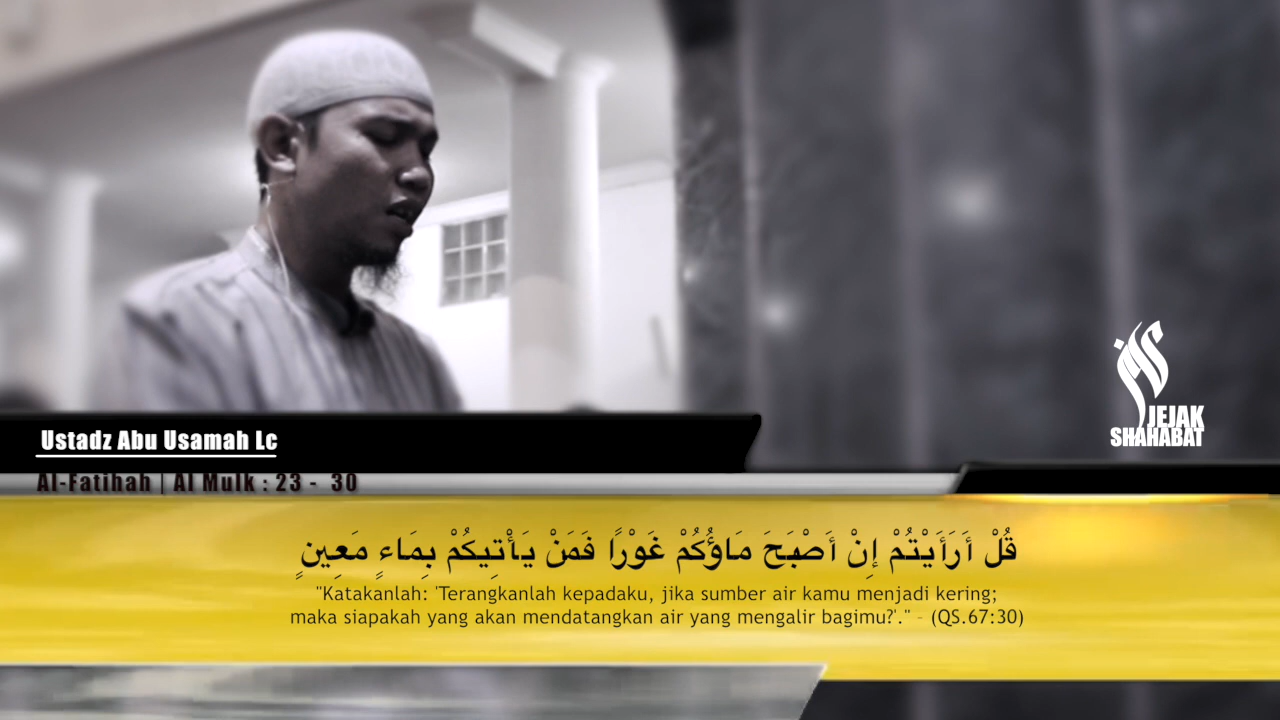 JEJAK
SHAHABAT
Ustadz Abu Usamah Lc
Al-Fatihah | Al Mulk : 23 - 30
قُلْ أَرَأَيْتُمْ إِنْ أَصْبَحَ مَاؤُكُمْ غَوْرًا فَمَنْ يَأْتِيكُمْ بِمَاءٍ مَعِينٍ
"Katakanlah: 'Terangkanlah kepadaku, jika sumber air kamu menjadi kering;
maka siapakah yang akan mendatangkan air yang mengalir bagimu?'." - (QS.67:30)